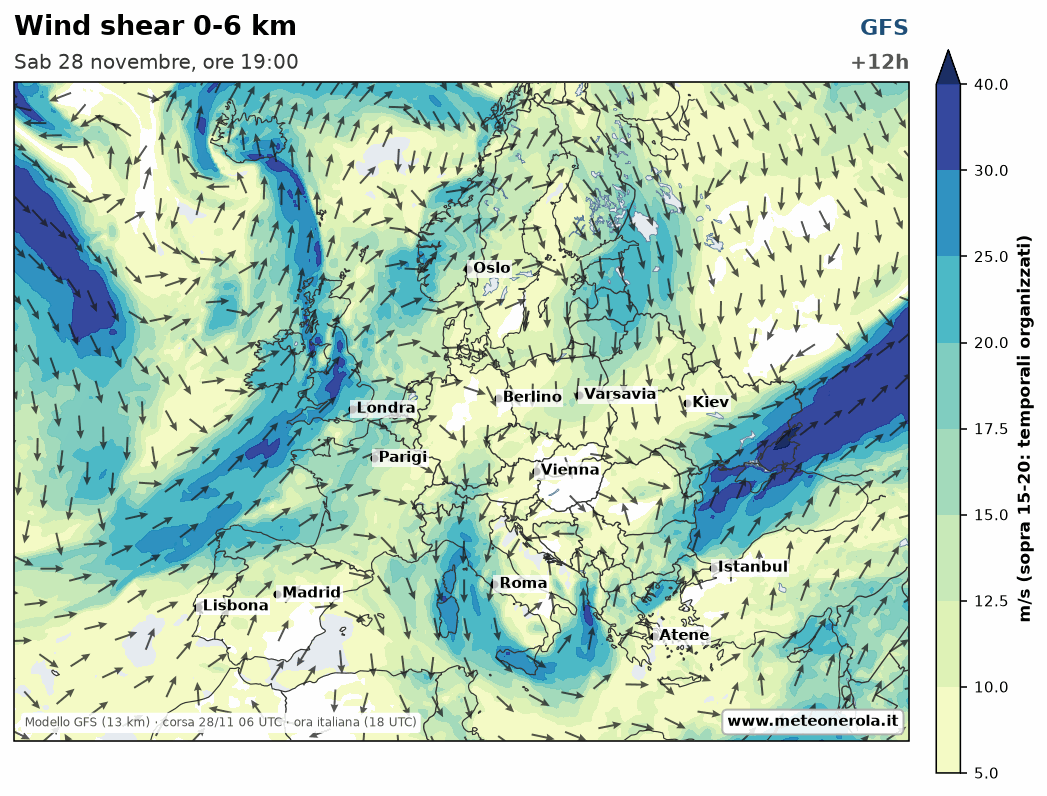 Wind shear 0-6 km
GFS
Sab 28 novembre, ore 19:00
+12h
40.0
30.0
25.0
20.0
17.5
15.0
12.5
10.0
5.0
m/s (sopra 15-20: temporali organizzati)
Oslo
Berlino
Varsavia
Kiev
Londra
Parigi
Vienna
Istanbul
Roma
Madrid
Lisbona
Atene
Modello GFS (13 km) · corsa 28/11 06 UTC · ora italiana (18 UTC)
www.meteonerola.it